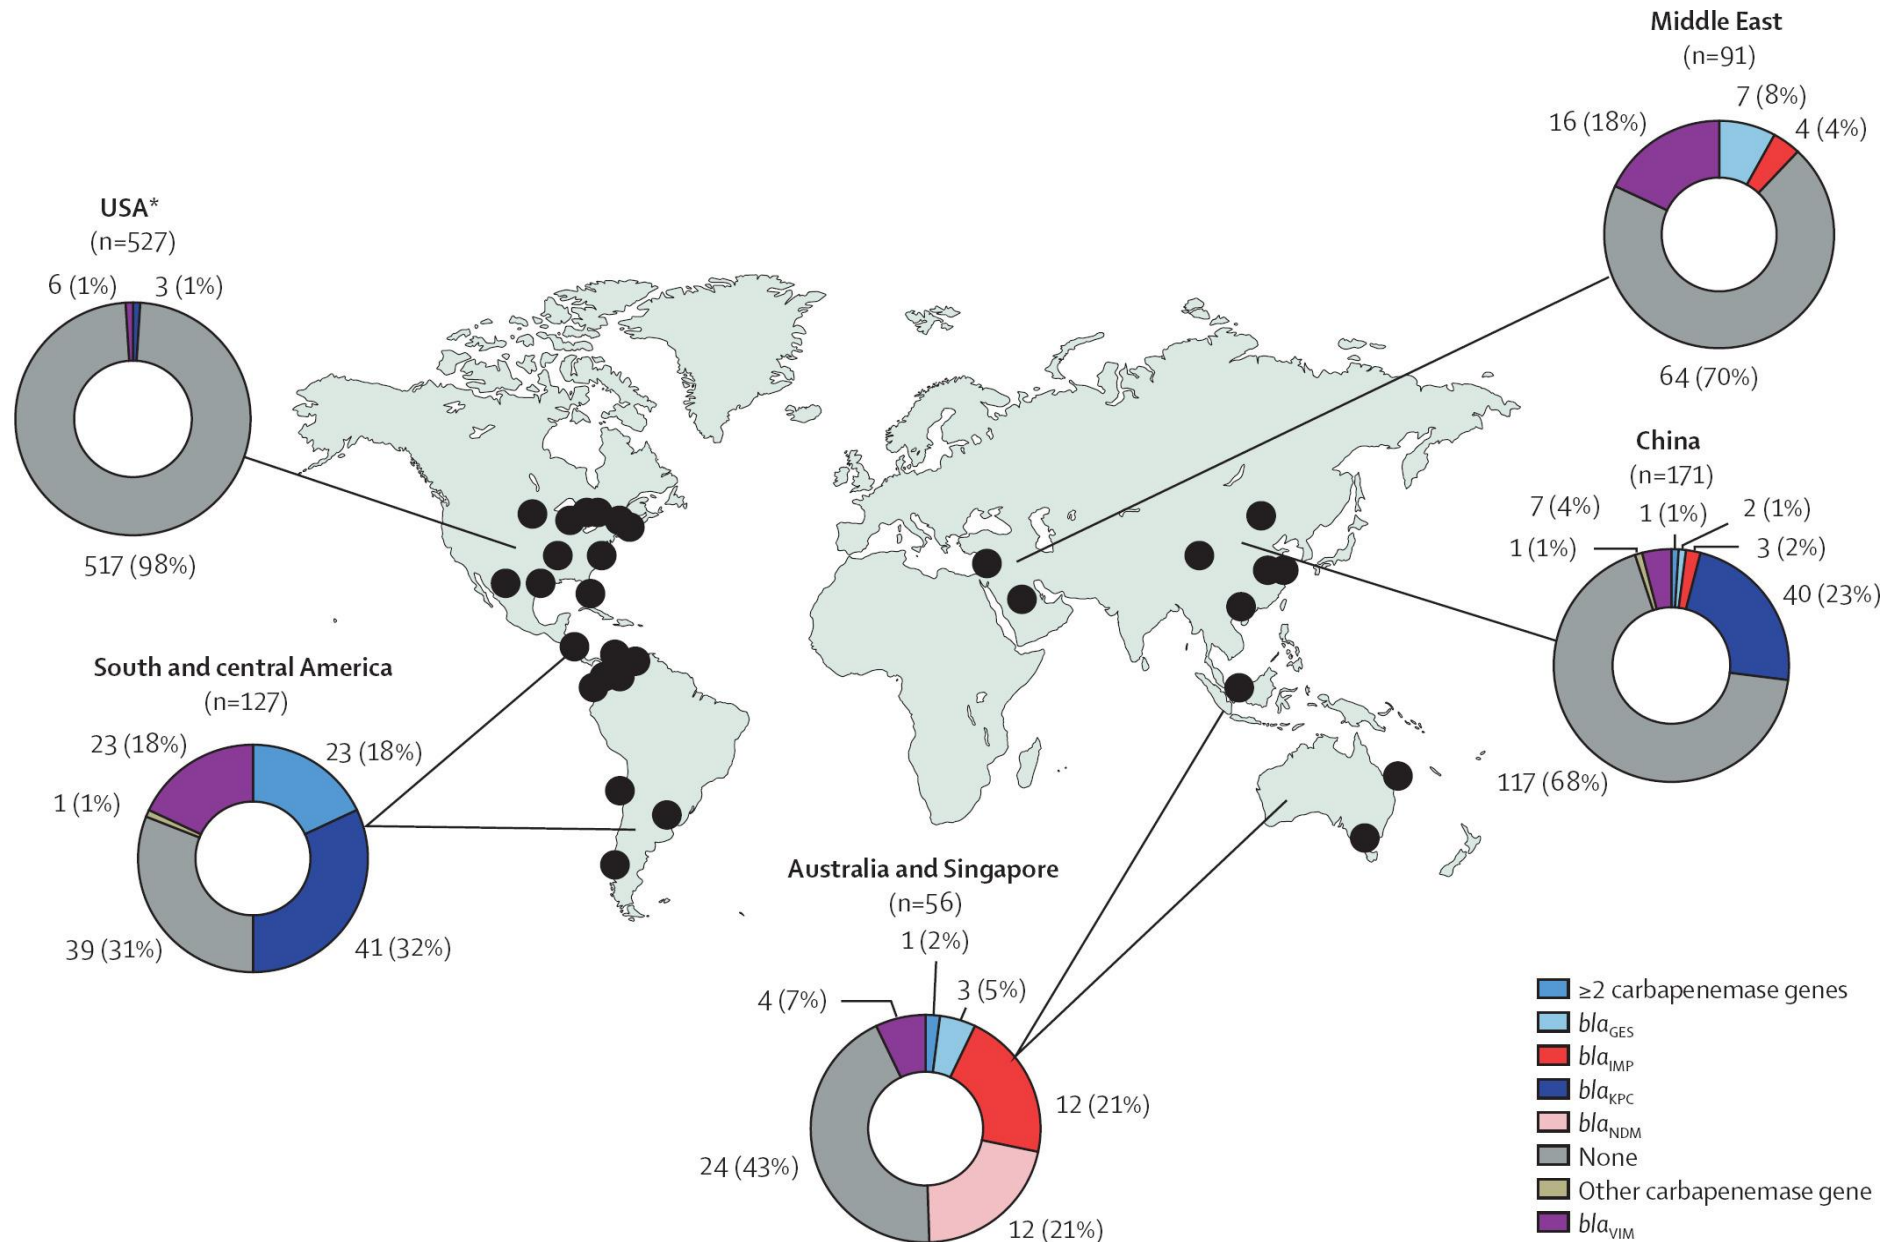 Middle East
(n=91)
7 (8%)
16 (18%)
4 (4%)
64 (70%)
USA*
(n=527)
6 (1%)
3 (1%)
517 (98%)
China
(n=171)
7 (4%)
1 (1%)
2 (1%)
1 (1%)
3 (2%)
40 (23%)
117 (68%)
South and central America
(n=127)
23 (18%)
23 (18%)
1 (1%)
39 (31%)
41 (32%)
Australia and Singapore
(n=56)
1 (2%)
4 (7%)
3 (5%)
12 (21%)
24 (43%)
12 (21%)
≥2 carbapenemase genes
blaGES
blaIMP
blaKPC
blaNDM
None
Other carbapenemase gene
blaVIM